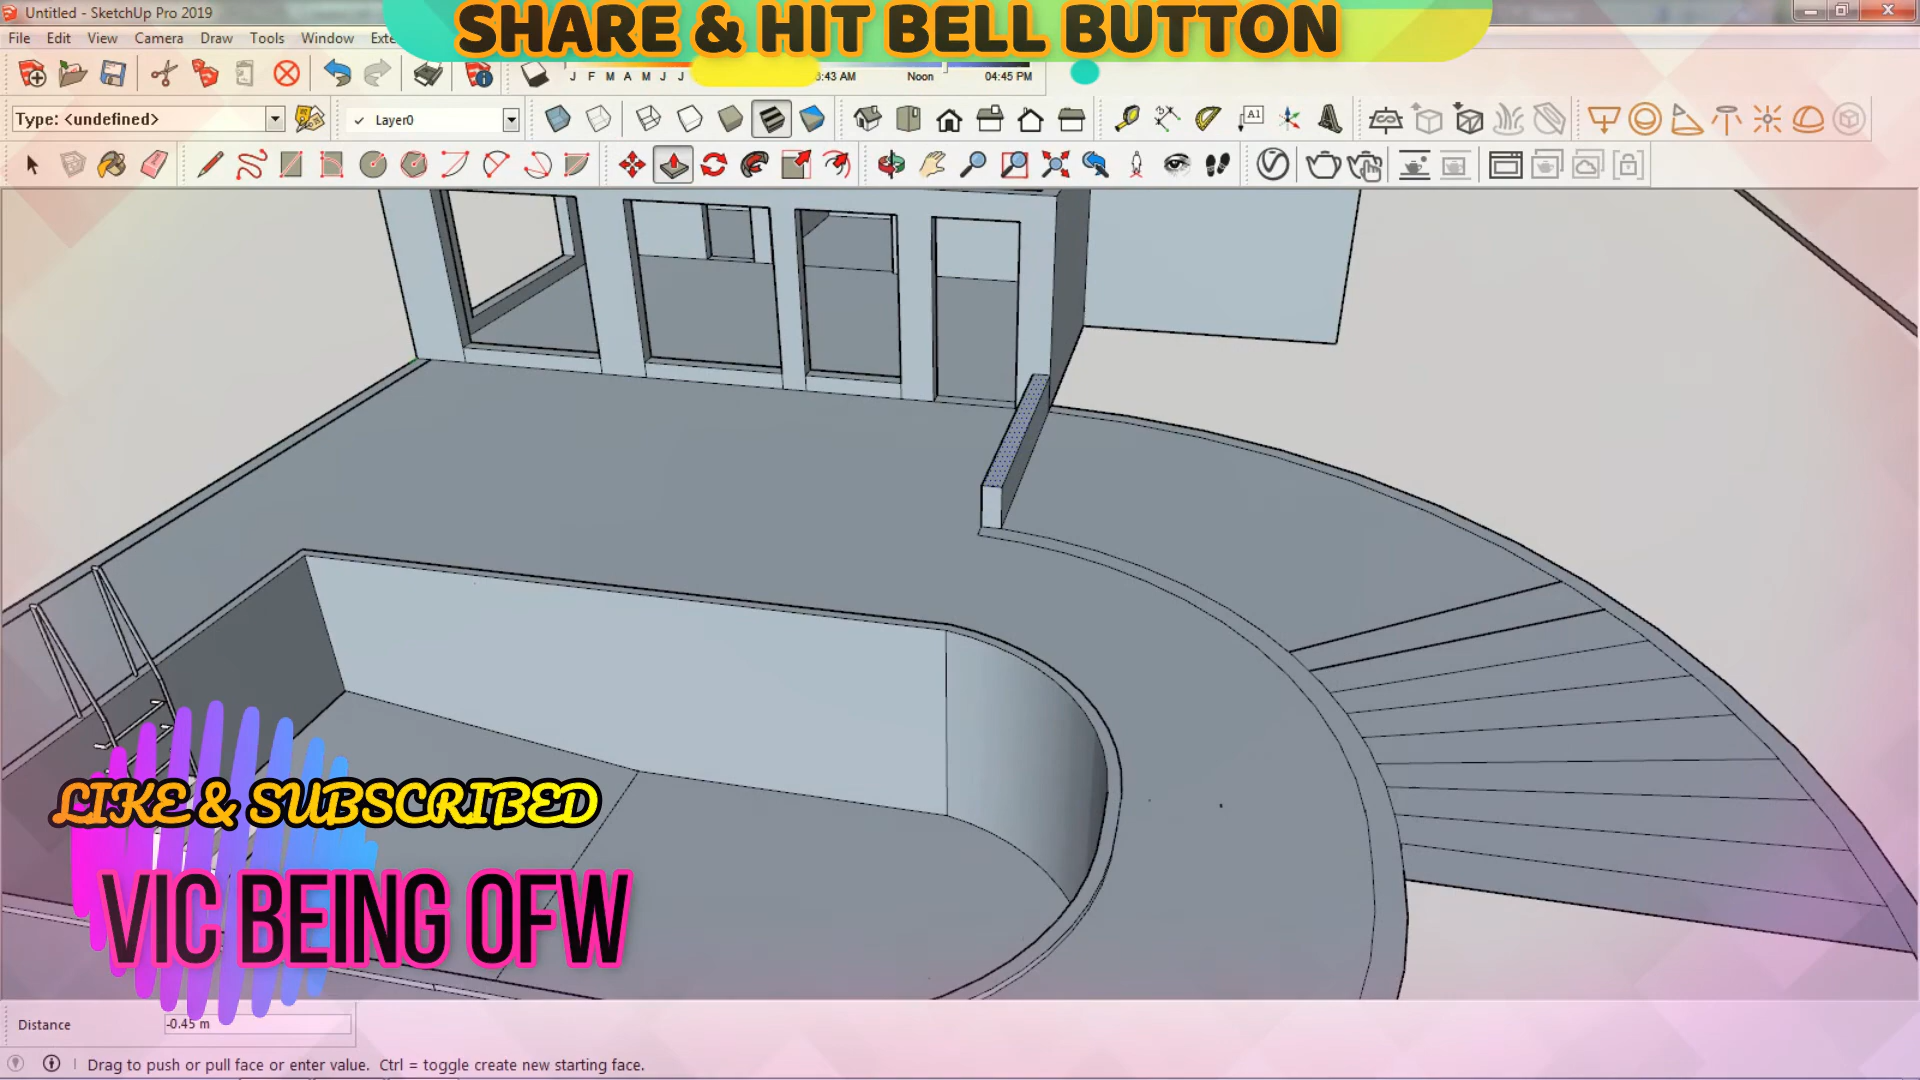 Untitled - SketchUp Pro 2019
SHARE & HIT BELL BUTTON
File Edit View Camera Draw Tools Window Exte
J F M A M J J :43 AM Noon 04:45 PM
Type: <undefined> Layer0 A1
LIKE & SUBSCRIBED
VIC BEING OFW
Distance -0.45 m
Drag to push or pull face or enter value. Ctrl = toggle create new starting face.